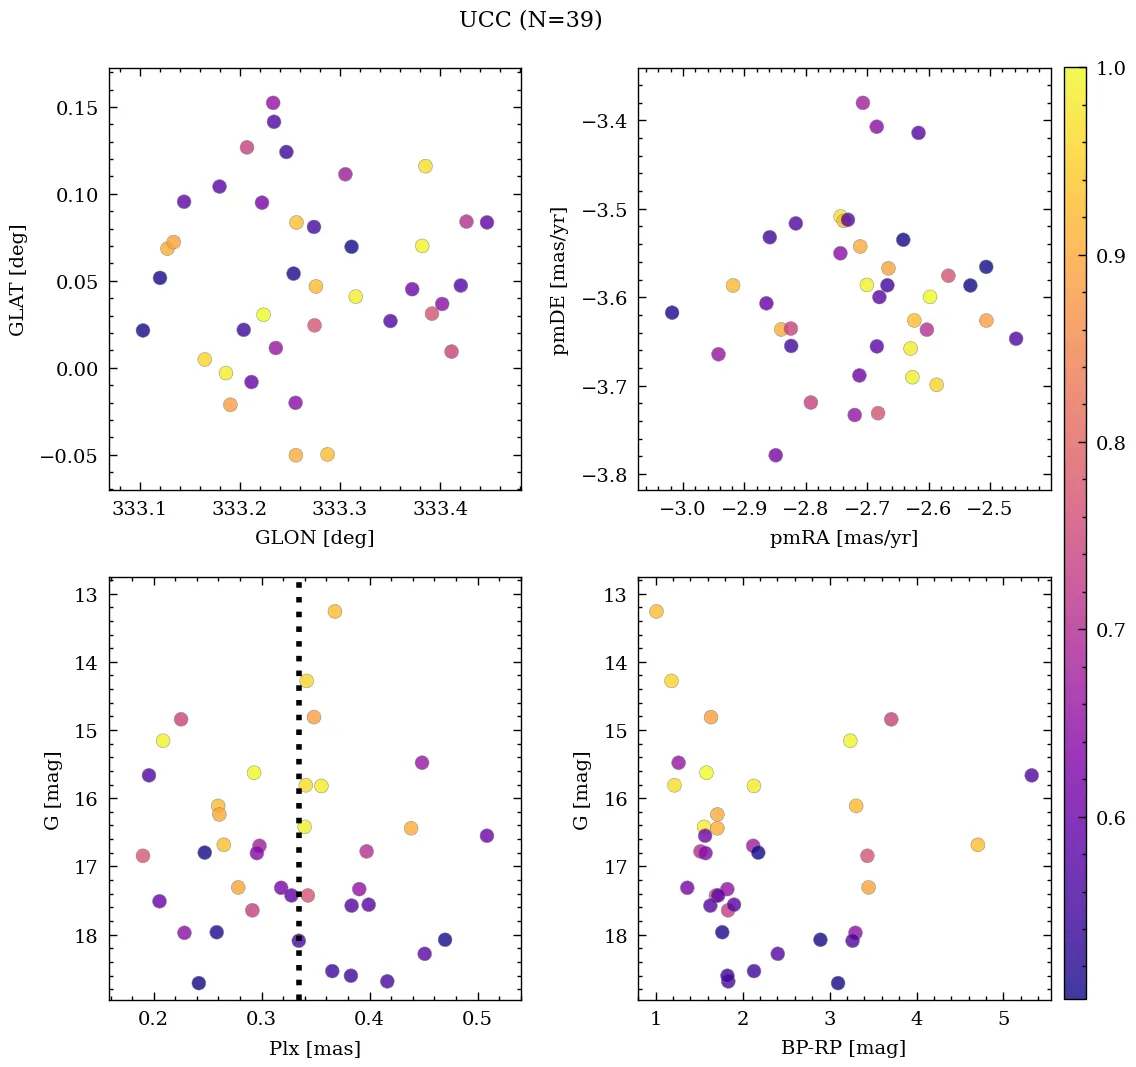 UCC (N=39)
0.15
0.10
0.05
0.00
−0.05
GLAT [deg]
333.1 333.2 333.3 333.4
GLON [deg]
−3.4
−3.5
−3.6
−3.7
−3.8
pmDE [mas/yr]
−3.0 −2.9 −2.8 −2.7 −2.6 −2.5
pmRA [mas/yr]
1.0
0.9
0.8
0.7
0.6
13
14
15
16
17
18
G [mag]
0.2 0.3 0.4 0.5
Plx [mas]
13
14
15
16
17
18
G [mag]
1 2 3 4 5
BP-RP [mag]